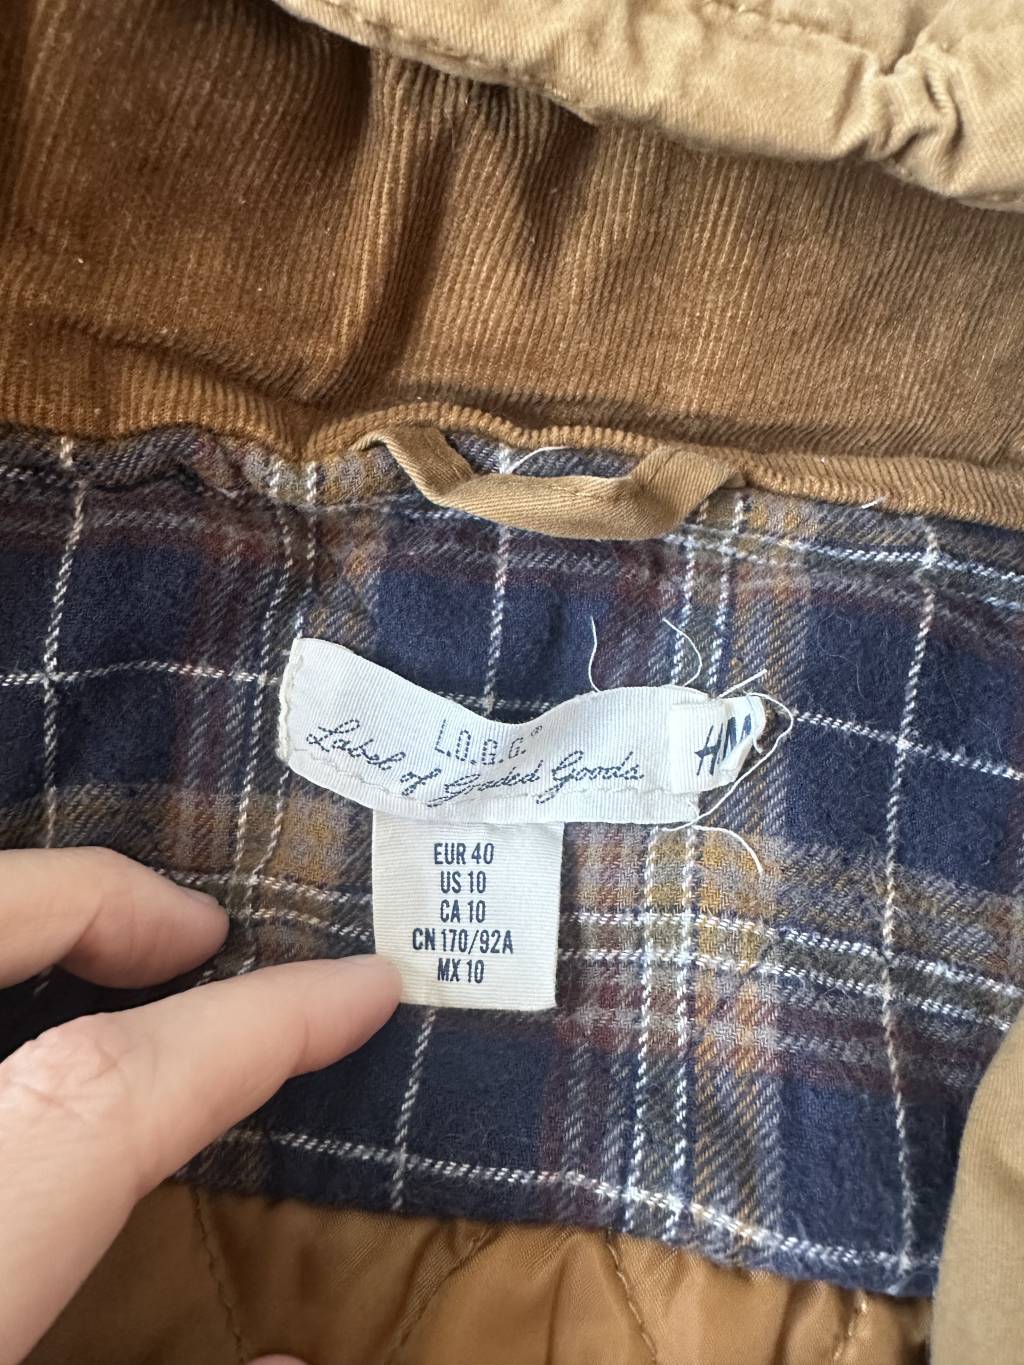 L.O.G.G.®
Label of Graded Goods
H&M
EUR 40
US 10
CA 10
CN 170/92A
MX 10